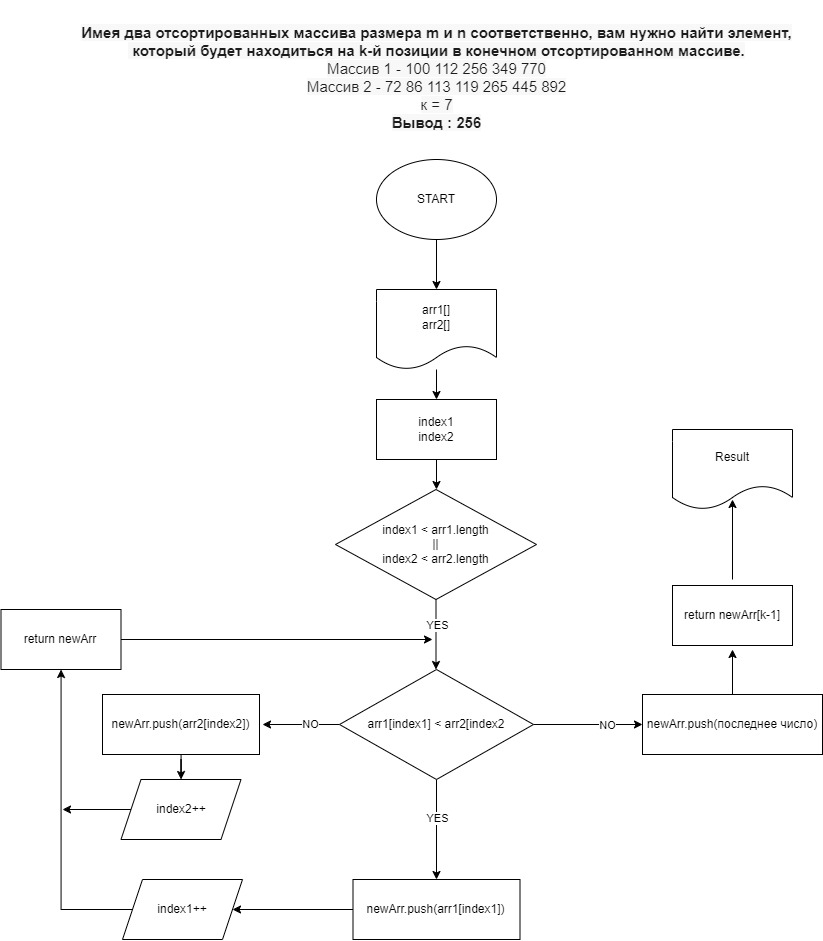 Имея два отсортированных массива размера m и n соответственно, вам нужно найти элемент,
который будет находиться на k-й позиции в конечном отсортированном массиве.
Массив 1 - 100 112 256 349 770
Массив 2 - 72 86 113 119 265 445 892
к = 7
Вывод : 256
START
arr1[]
arr2[]
index1
index2
Result
index1 < arr1.length
||
index2 < arr2.length
return newArr[k-1]
YES
return newArr
newArr.push(arr2[index2])
NO
arr1[index1] < arr2[index2
NO
newArr.push(последнее число)
index2++
YES
index1++
newArr.push(arr1[index1])